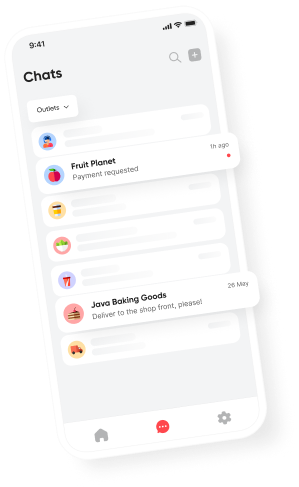 9:41
Chats
Outlets
Fruit Planet
1h ago
Payment requested
Java Baking Goods
26 May
Deliver to the shop front, please!